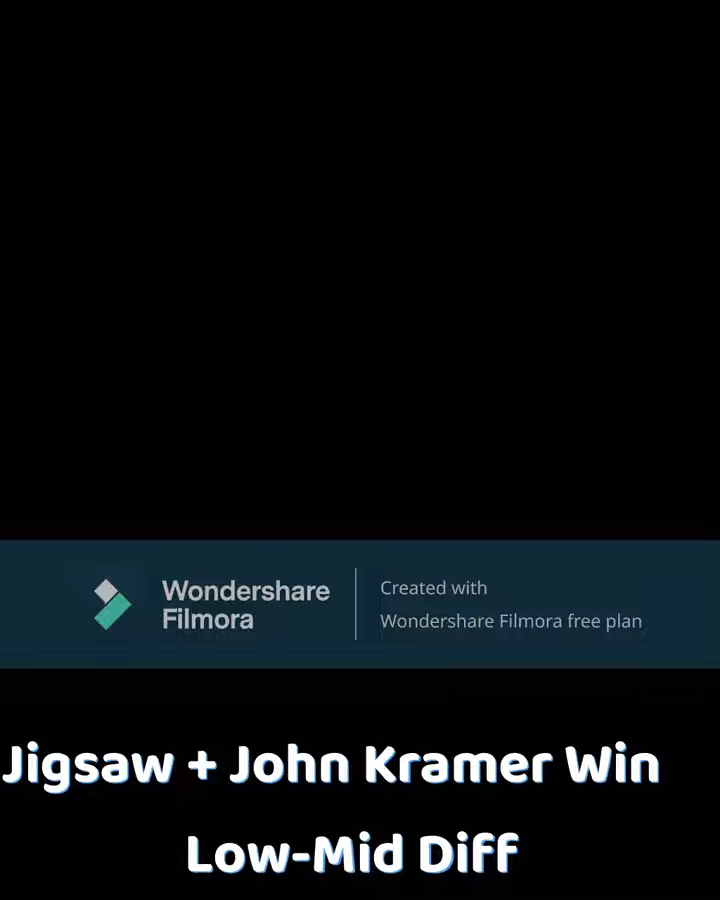 Wondershare
Filmora
Created with
Wondershare Filmora free plan
Jigsaw + John Kramer Win
Low-Mid Diff